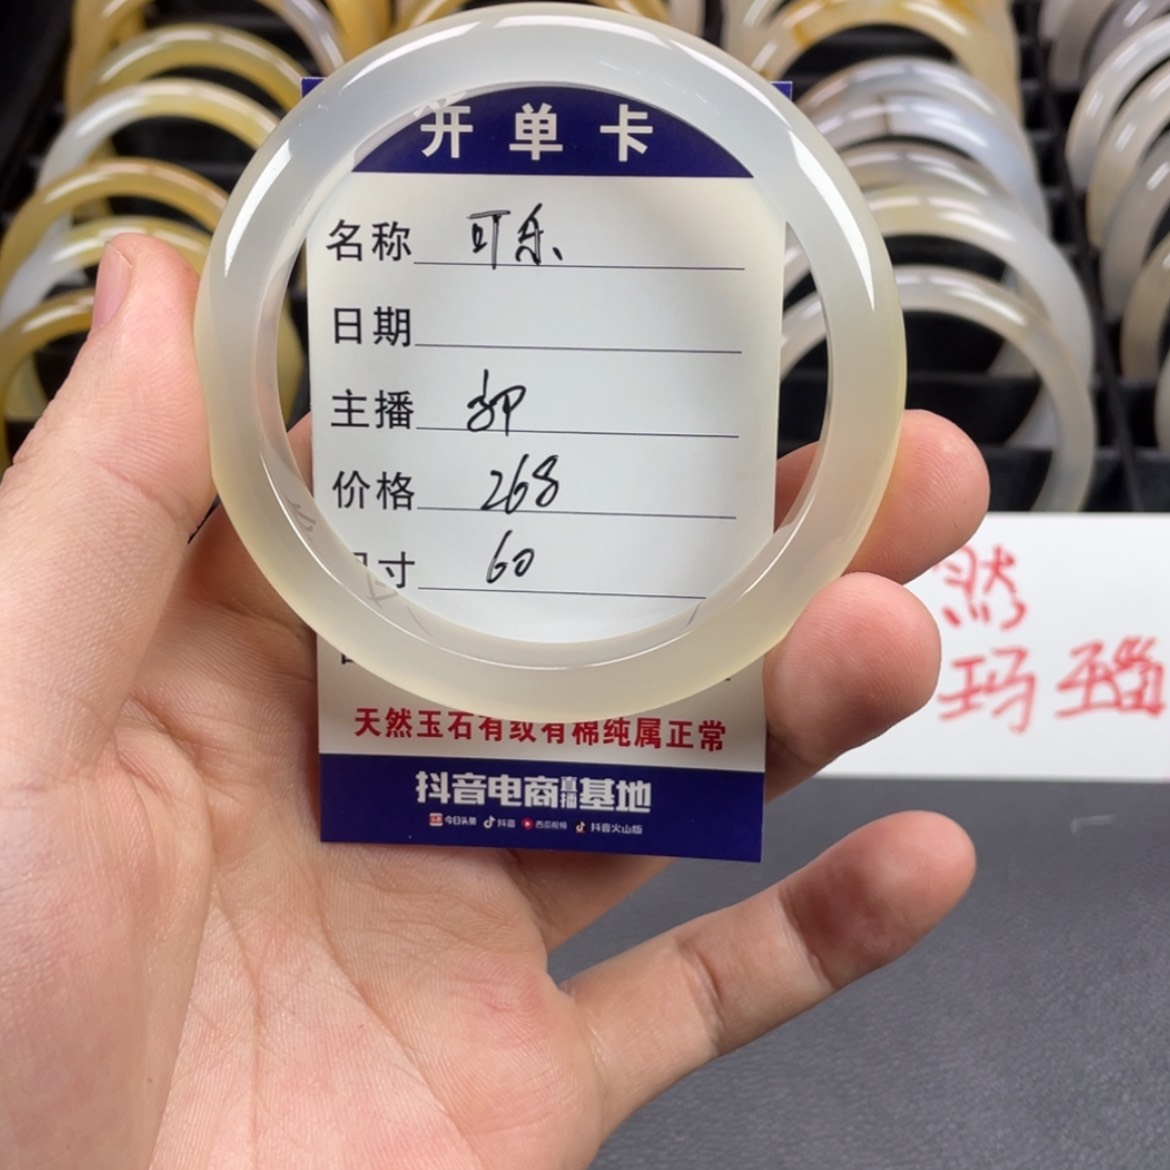 开单卡
名称 可乐
日期
主播
价格 268
寸 60
天然玉石有纹有棉纯属正常
抖音电商直播基地
今日头条 抖音 西瓜视频 抖音火山版
然
玛瑙